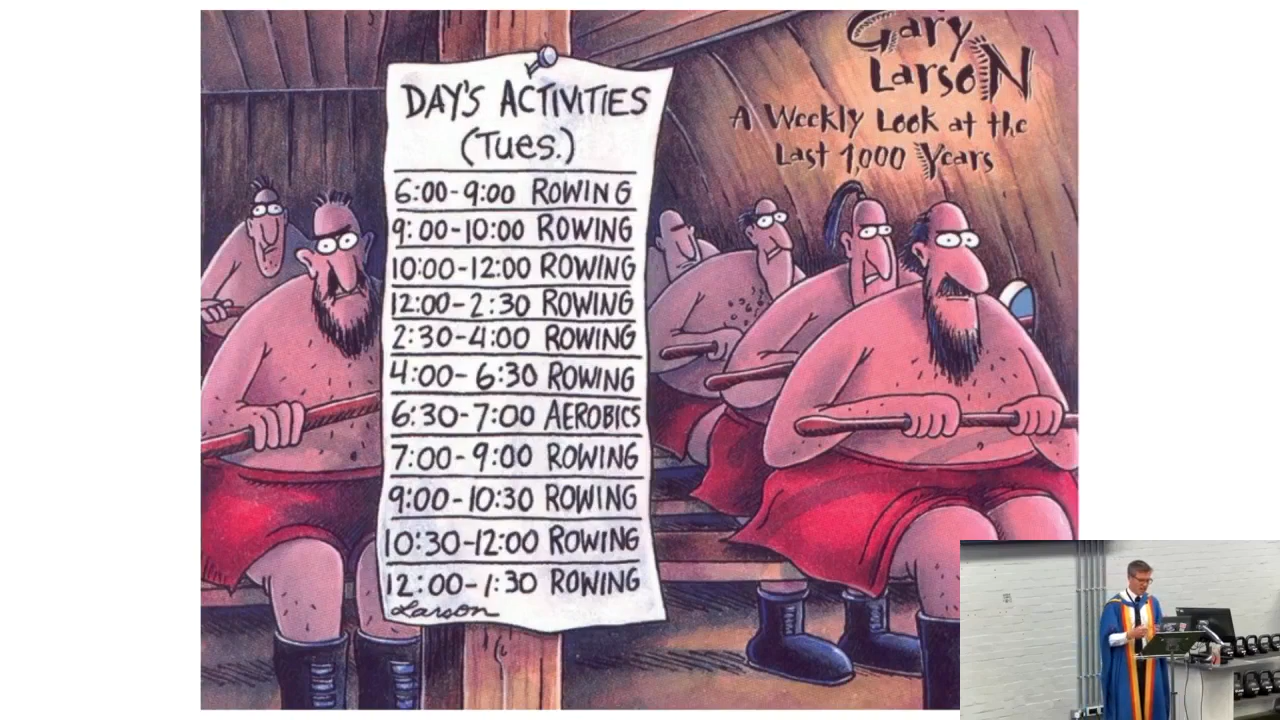 DAY'S ACTIVITIES
(TUES.)
6:00-9:00 ROWING
9:00-10:00 ROWING
10:00-12:00 ROWING
12:00-2:30 ROWING
2:30-4:00 ROWING
4:00-6:30 ROWING
6:30-7:00 AEROBICS
7:00-9:00 ROWING
9:00-10:30 ROWING
10:30-12:00 ROWING
12:00-1:30 ROWING
Larson
Gary
LarsoN
A Weekly Look at the
Last 1,000 Years